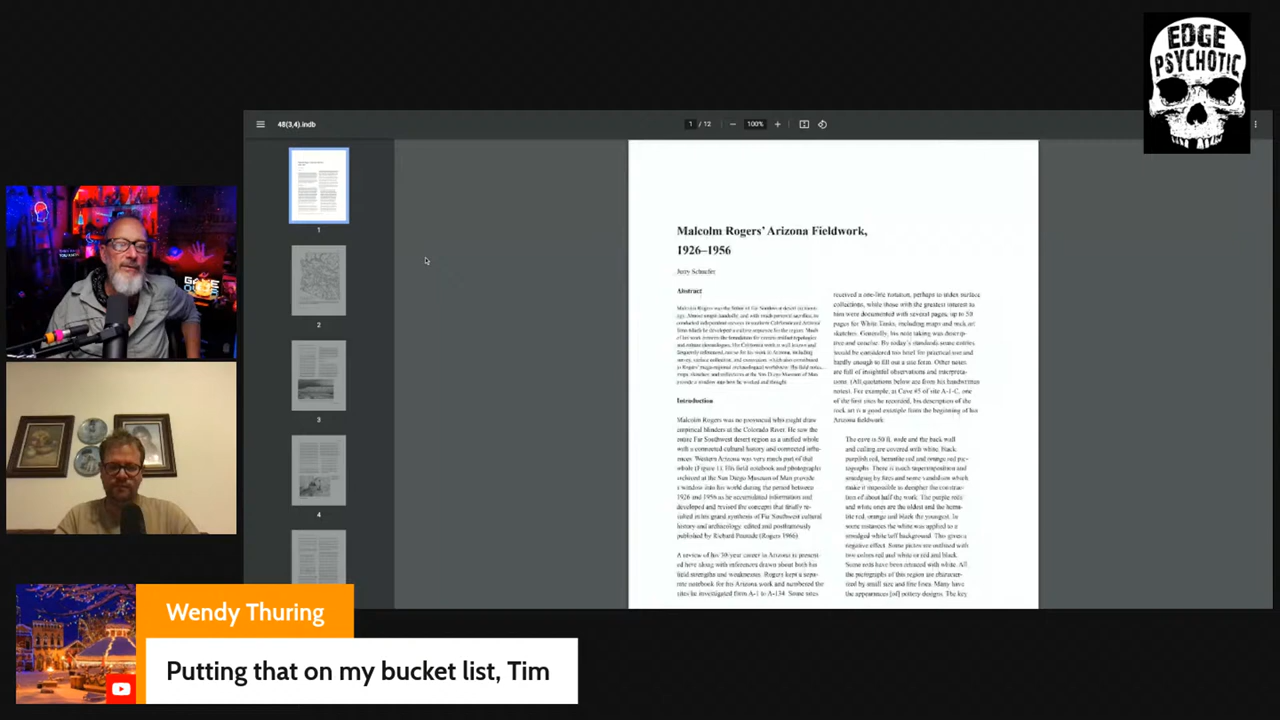 EDGE
PSYCHOTIC
48(3,4).indb
1 / 12
100%
1
2
3
4
Malcolm Rogers' Arizona Fieldwork,
1926–1956
Jerry Schaefer
Abstract
Introduction
Malcolm Rogers was no provincial who caught draw
empirical blinders at the Colorado River. He saw the
entire Far Southwest desert region as a unified whole
with a connected cultural history and connected influ-
ences. Western Arizona was very much part of that
whole (Figure 1). His field notebook and photographs
archived at the San Diego Museum of Man provide
a window into his world during the period between
1926 and 1956 as he accumulated information and
developed and revised the concepts that finally re-
sulted in his grand synthesis of Far Southwest cultural
history and archaeology, edited and posthumously
published by Richard Pourade (Rogers 1966)
A review of his 30-year career in Arizona is present-
ed here along with references drawn about both his
field strengths and weaknesses. Rogers kept a sepa-
rate notebook for his Arizona work and numbered the
sites he investigated from A-1 to A-134. Some sites
received a one-line notation, perhaps to index surface
collections, while those with the greatest interest to
him were documented with several pages, up to 50
pages for White Tanks, including maps and rock art
sketches. Generally, his note taking was descrip-
tive and concise. By today's standards some entries
would be considered too brief for practical use and
hardly enough to fill out a site form. Other notes
are full of insightful observations and interpreta-
tions. (All quotations below are from his handwritten
notes). For example, at Cave #5 of site A-1-C, one
of the first sites he recorded, his description of the
rock art is a good example from the beginning of his
Arizona fieldwork:
The cave is 50 ft. wide and the back wall
and ceiling are covered with white, black,
purplish red, hematite red and orange red pic-
tographs. There is much superimposition and
smudging by fires and some vandalism which
make it impossible to decipher the construc-
tion of about half the work. The purple reds
and white ones are the oldest and the hema-
tite red, orange and black the youngest. In
some instances the white was applied to a
smudged white tuff background. This gives a
negative effect. Some pictos are outlined with
two colors red and white or red and black.
Some rocks have been retraced with white. All
the pictographs of this region are character-
ized by small size and fine lines. Many have
the appearances [of] pottery designs. The key
GAME
ON
Wendy Thuring
Putting that on my bucket list, Tim